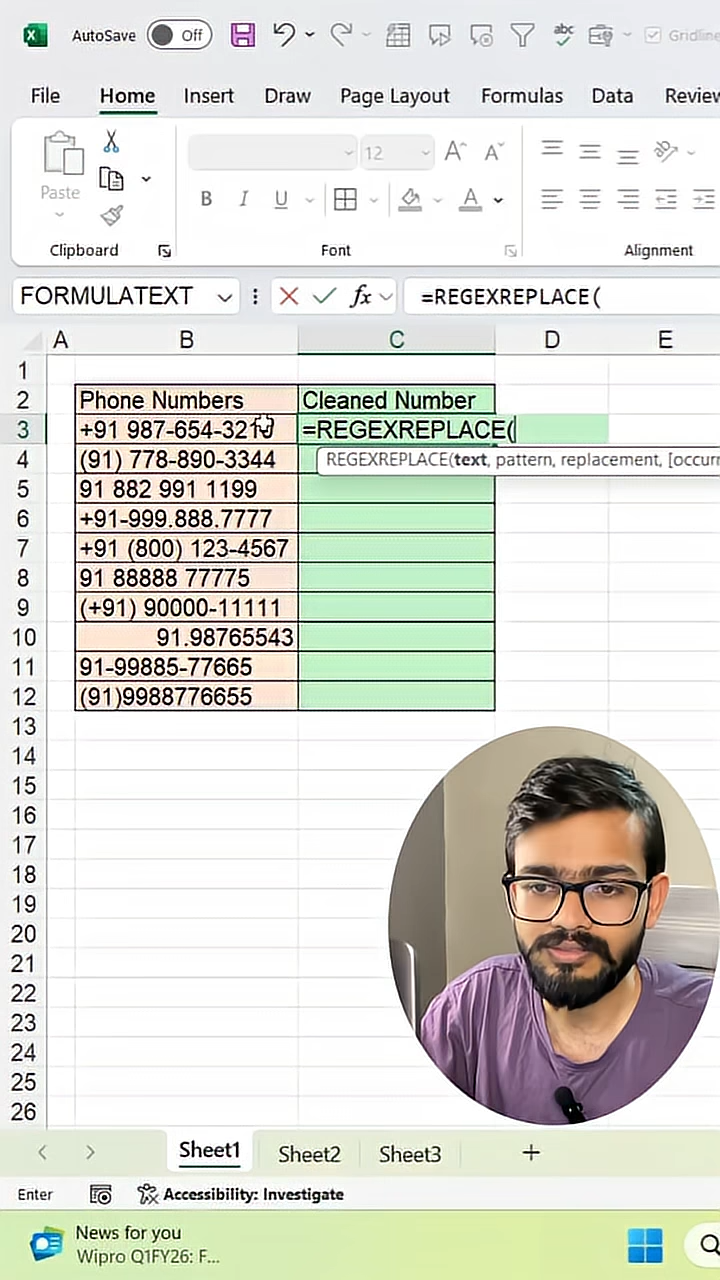 AutoSave Off abc Gridline
File Home Insert Draw Page Layout Formulas Data Review
Paste 12 A A
B I U A
Clipboard Font Alignment
FORMULATEXT fx =REGEXREPLACE(
A B C D E
1
2 Phone Numbers Cleaned Number
3 +91 987-654-3210 =REGEXREPLACE(
4 (91) 778-890-3344 REGEXREPLACE(text, pattern, replacement, [occurr
5 91 882 991 1199
6 +91-999.888.7777
7 +91 (800) 123-4567
8 91 88888 77775
9 (+91) 90000-11111
10 91.98765543
11 91-99885-77665
12 (91)9988776655
13
14
15
16
17
18
19
20
21
22
23
24
25
26
Sheet1 Sheet2 Sheet3 +
Enter Accessibility: Investigate
News for you
Wipro Q1FY26: F...